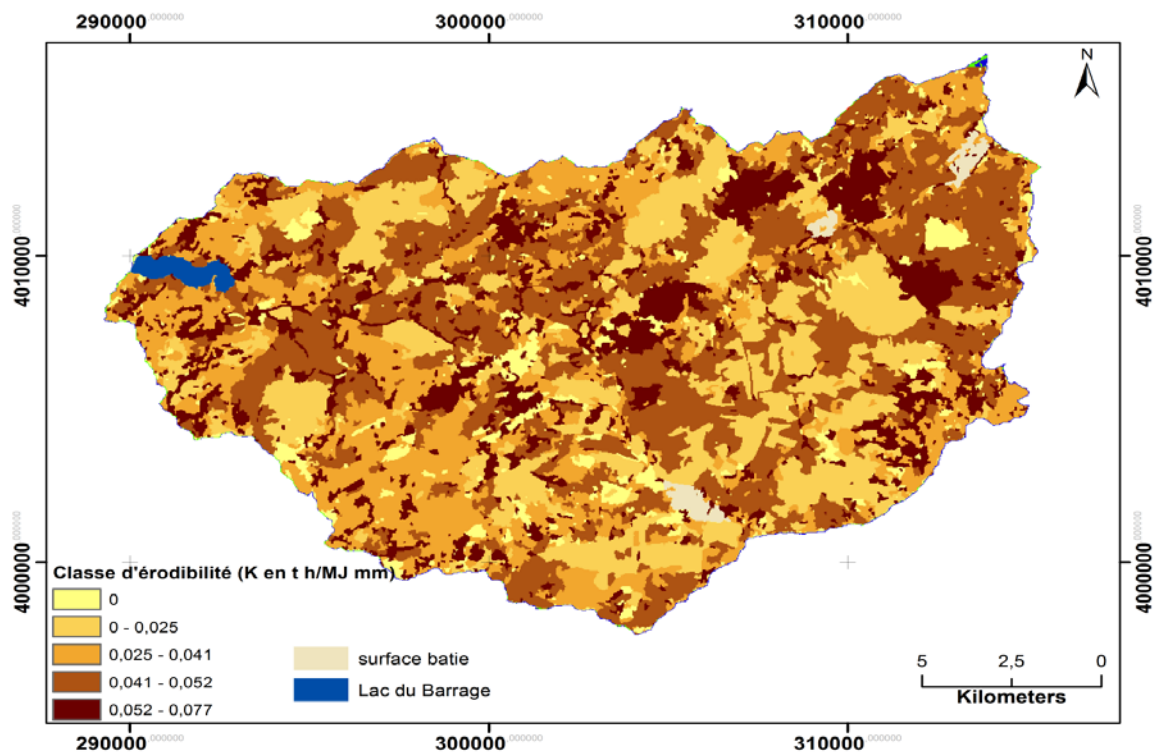 290000,000000 300000,000000 310000,000000
N
4010000,000000 4010000,000000
4000000,000000 4000000,000000
Classe d'érodibilité (K en t h/MJ mm)
0
0 - 0,025
0,025 - 0,041
0,041 - 0,052
0,052 - 0,077
surface batie
Lac du Barrage
5 2,5 0
Kilometers
290000,000000 300000,000000 310000,000000